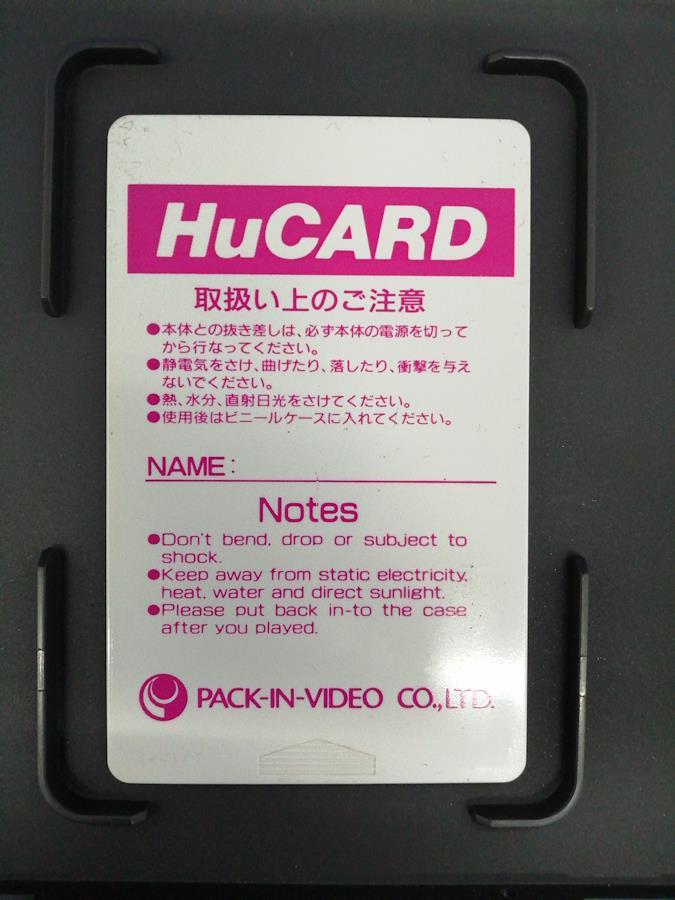 HuCARD
取扱い上のご注意
●本体との抜き差しは、必ず本体の電源を切って
から行なってください。
●静電気をさけ、曲げたり、落したり、衝撃を与え
ないでください。
●熱、水分、直射日光をさけてください。
●使用後はビニールケースに入れてください。
NAME:
Notes
●Don't bend, drop or subject to
shock.
●Keep away from static electricity,
heat, water and direct sunlight.
●Please put back in-to the case
after you played.
PACK-IN-VIDEO CO.,LTD.